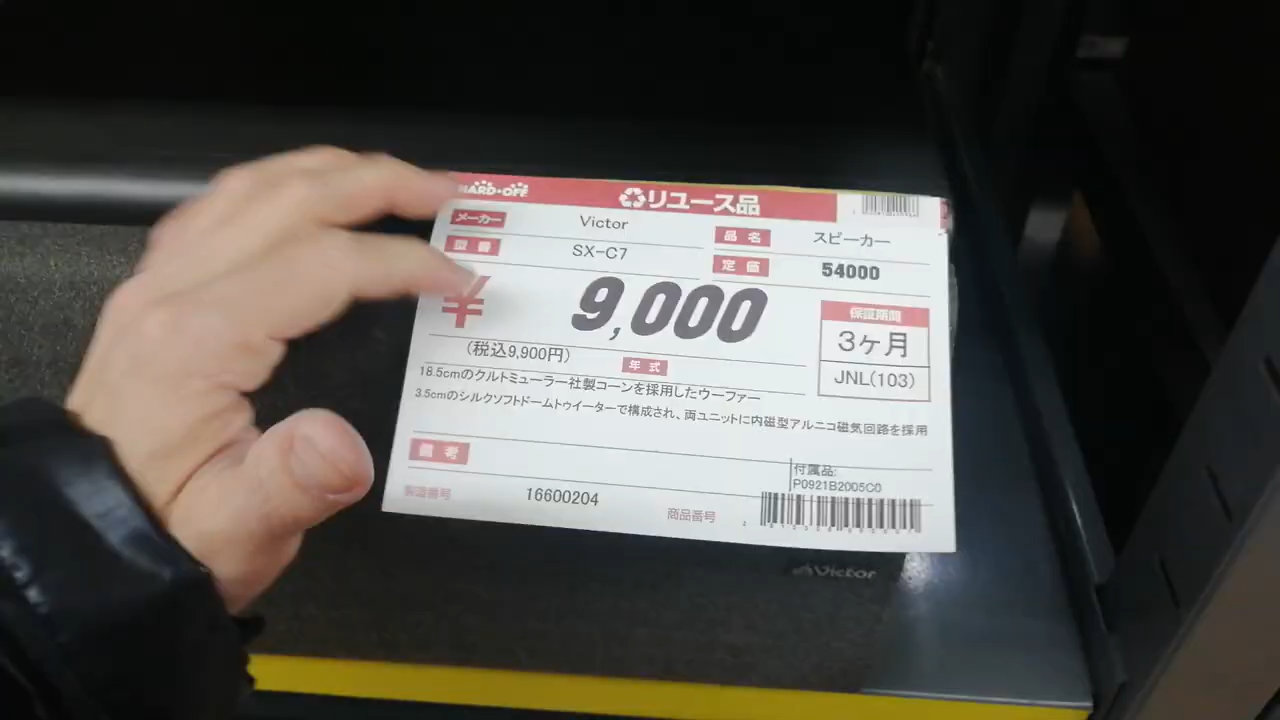 HARD・OFF
リユース品
メーカー Victor
品名 スピーカー
型番 SX-C7
定価 54000
¥ 9,000
(税込9,900円)
保証期間
3ヶ月
JNL(103)
年式
18.5cmのクルトミューラー社製コーンを採用したウーファー
3.5cmのシルクソフトドームトゥイーターで構成され、両ユニットに内磁型アルニコ磁気回路を採用
備考
付属品:
P0921B2005C0
製造番号 16600204
商品番号
Victor